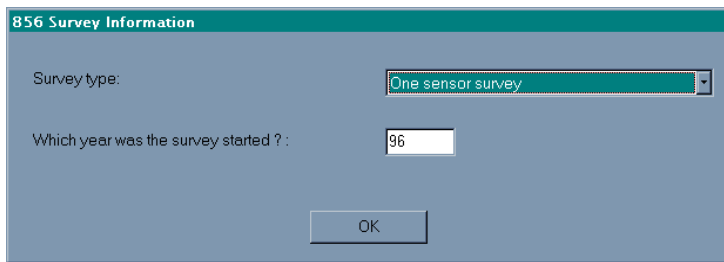 856 Survey Information
Survey type: One sensor survey
Which year was the survey started ? : 96
OK